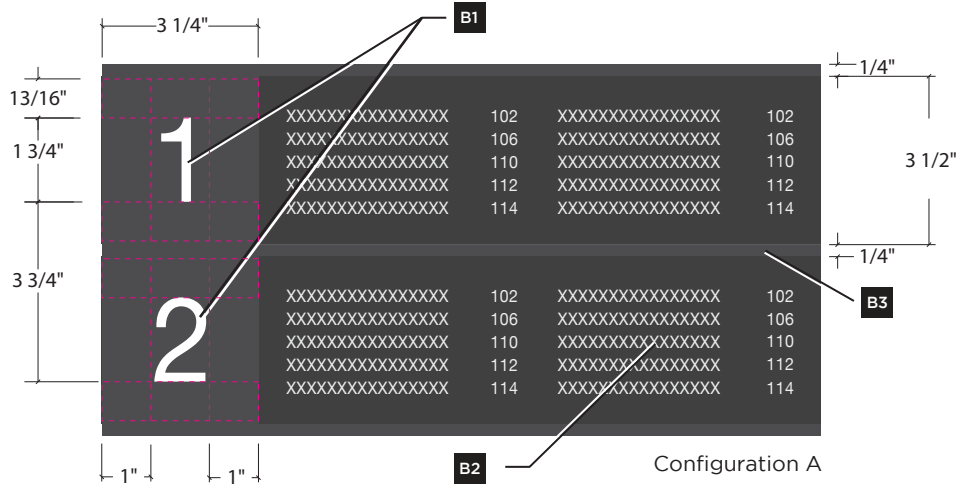 3 1/4"
B1
1/4"
13/16"
1 XXXXXXXXXXXXXXXX 102 XXXXXXXXXXXXXXXX 102
XXXXXXXXXXXXXXXX 106 XXXXXXXXXXXXXXXX 106
1 3/4" XXXXXXXXXXXXXXXX 110 XXXXXXXXXXXXXXXX 110 3 1/2"
XXXXXXXXXXXXXXXX 112 XXXXXXXXXXXXXXXX 112
XXXXXXXXXXXXXXXX 114 XXXXXXXXXXXXXXXX 114
1/4"
3 3/4"
B3
2 XXXXXXXXXXXXXXXX 102 XXXXXXXXXXXXXXXX 102
XXXXXXXXXXXXXXXX 106 XXXXXXXXXXXXXXXX 106
XXXXXXXXXXXXXXXX 110 XXXXXXXXXXXXXXXX 110
XXXXXXXXXXXXXXXX 112 XXXXXXXXXXXXXXXX 112
XXXXXXXXXXXXXXXX 114 XXXXXXXXXXXXXXXX 114
1" 1" B2 Configuration A